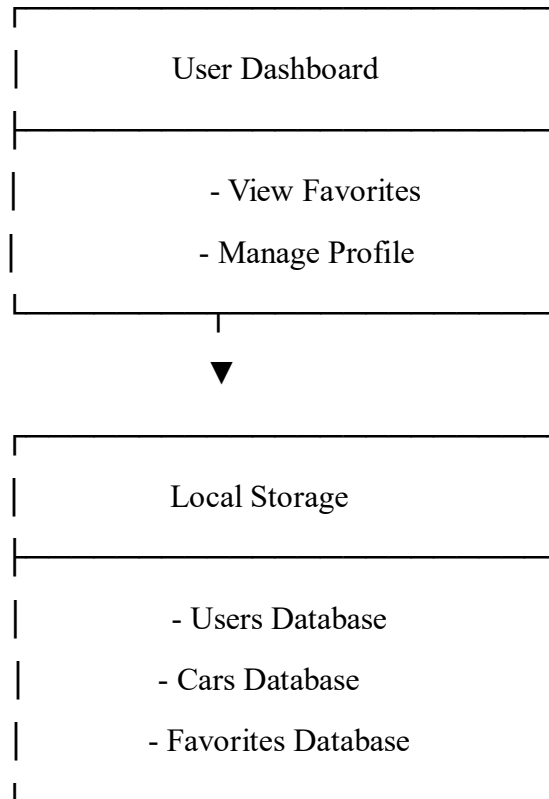 User Dashboard
- View Favorites
- Manage Profile
▼
Local Storage
- Users Database
- Cars Database
- Favorites Database